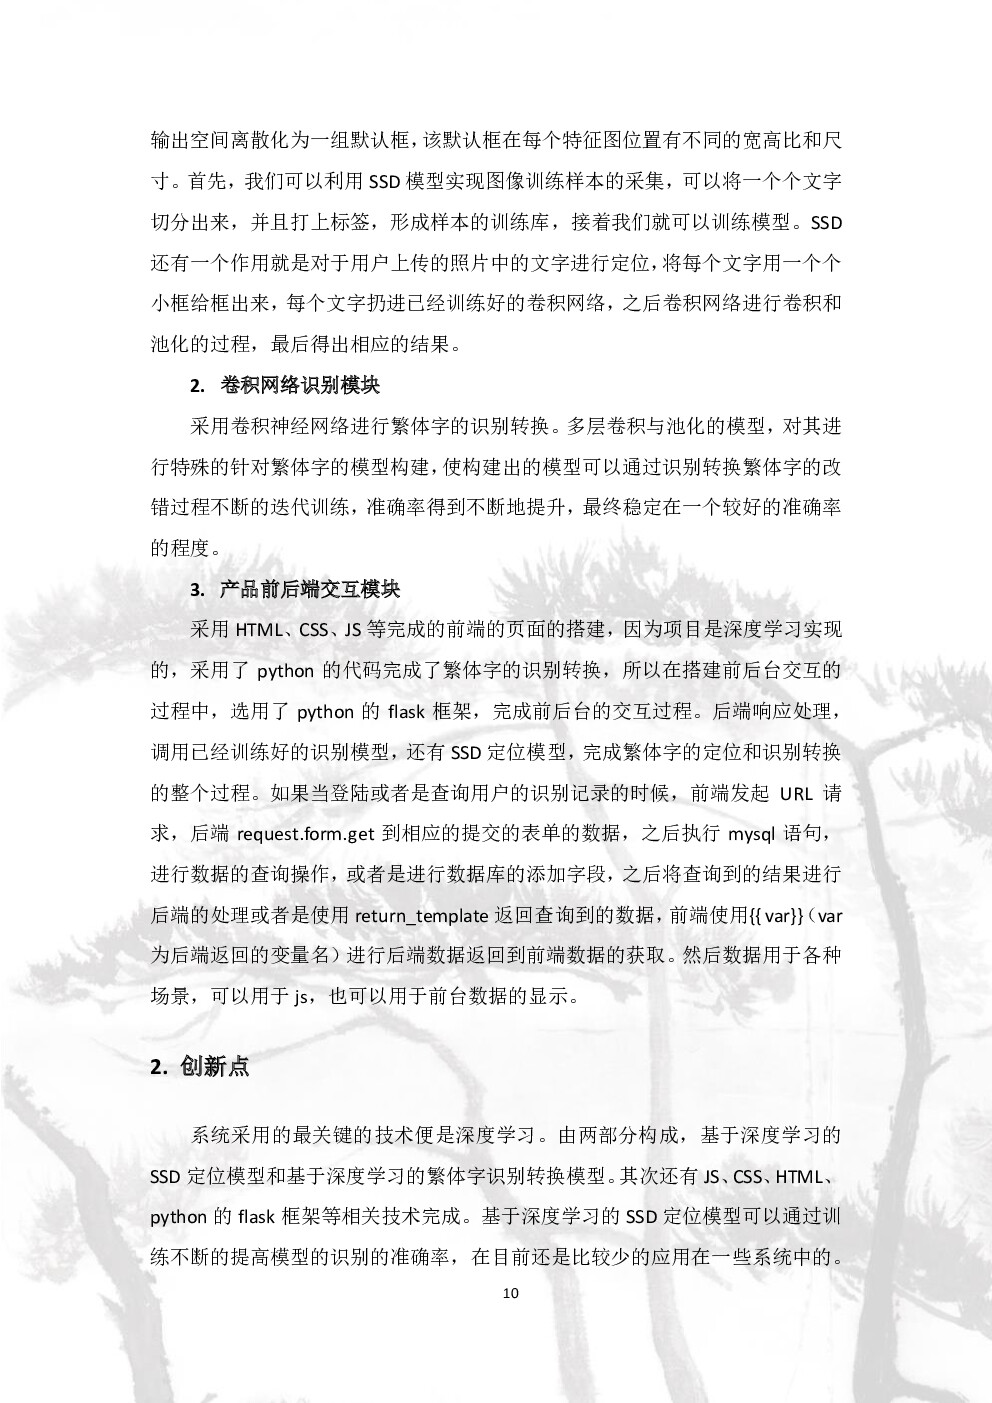 输出空间离散化为一组默认框，该默认框在每个特征图位置有不同的宽高比和尺
寸。首先，我们可以利用 SSD 模型实现图像训练样本的采集，可以将一个个文字
切分出来，并且打上标签，形成样本的训练库，接着我们就可以训练模型。SSD
还有一个作用就是对于用户上传的照片中的文字进行定位，将每个文字用一个个
小框给框出来，每个文字扔进已经训练好的卷积网络，之后卷积网络进行卷积和
池化的过程，最后得出相应的结果。
2. 卷积网络识别模块
采用卷积神经网络进行繁体字的识别转换。多层卷积与池化的模型，对其进
行特殊的针对繁体字的模型构建，使构建出的模型可以通过识别转换繁体字的改
错过程不断的迭代训练，准确率得到不断地提升，最终稳定在一个较好的准确率
的程度。
3. 产品前后端交互模块
采用 HTML、CSS、JS 等完成的前端的页面的搭建，因为项目是深度学习实现
的，采用了 python 的代码完成了繁体字的识别转换，所以在搭建前后台交互的
过程中，选用了 python 的 flask 框架，完成前后台的交互过程。后端响应处理，
调用已经训练好的识别模型，还有 SSD 定位模型，完成繁体字的定位和识别转换
的整个过程。如果当登陆或者是查询用户的识别记录的时候，前端发起 URL 请
求，后端 request.form.get 到相应的提交的表单的数据，之后执行 mysql 语句，
进行数据的查询操作，或者是进行数据库的添加字段，之后将查询到的结果进行
后端的处理或者是使用 return_template 返回查询到的数据，前端使用{{ var}}（var
为后端返回的变量名）进行后端数据返回到前端数据的获取。然后数据用于各种
场景，可以用于 js，也可以用于前台数据的显示。
2. 创新点
系统采用的最关键的技术便是深度学习。由两部分构成，基于深度学习的
SSD 定位模型和基于深度学习的繁体字识别转换模型。其次还有 JS、CSS、HTML、
python 的 flask 框架等相关技术完成。基于深度学习的 SSD 定位模型可以通过训
练不断的提高模型的识别的准确率，在目前还是比较少的应用在一些系统中的。
10